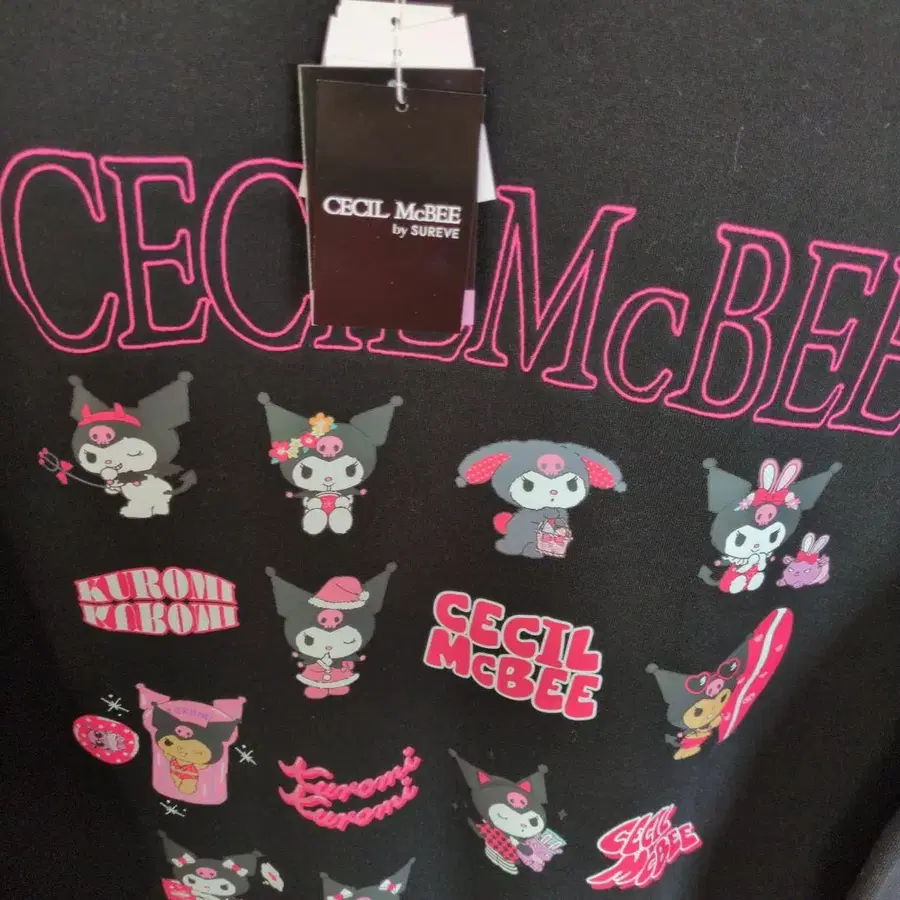 CECIL McBEE
by SUREVE
CECIL McBEE
KUROMI
KUROMI
CECIL
McBEE
Kuromi
Kuromi
CECIL
McBEE